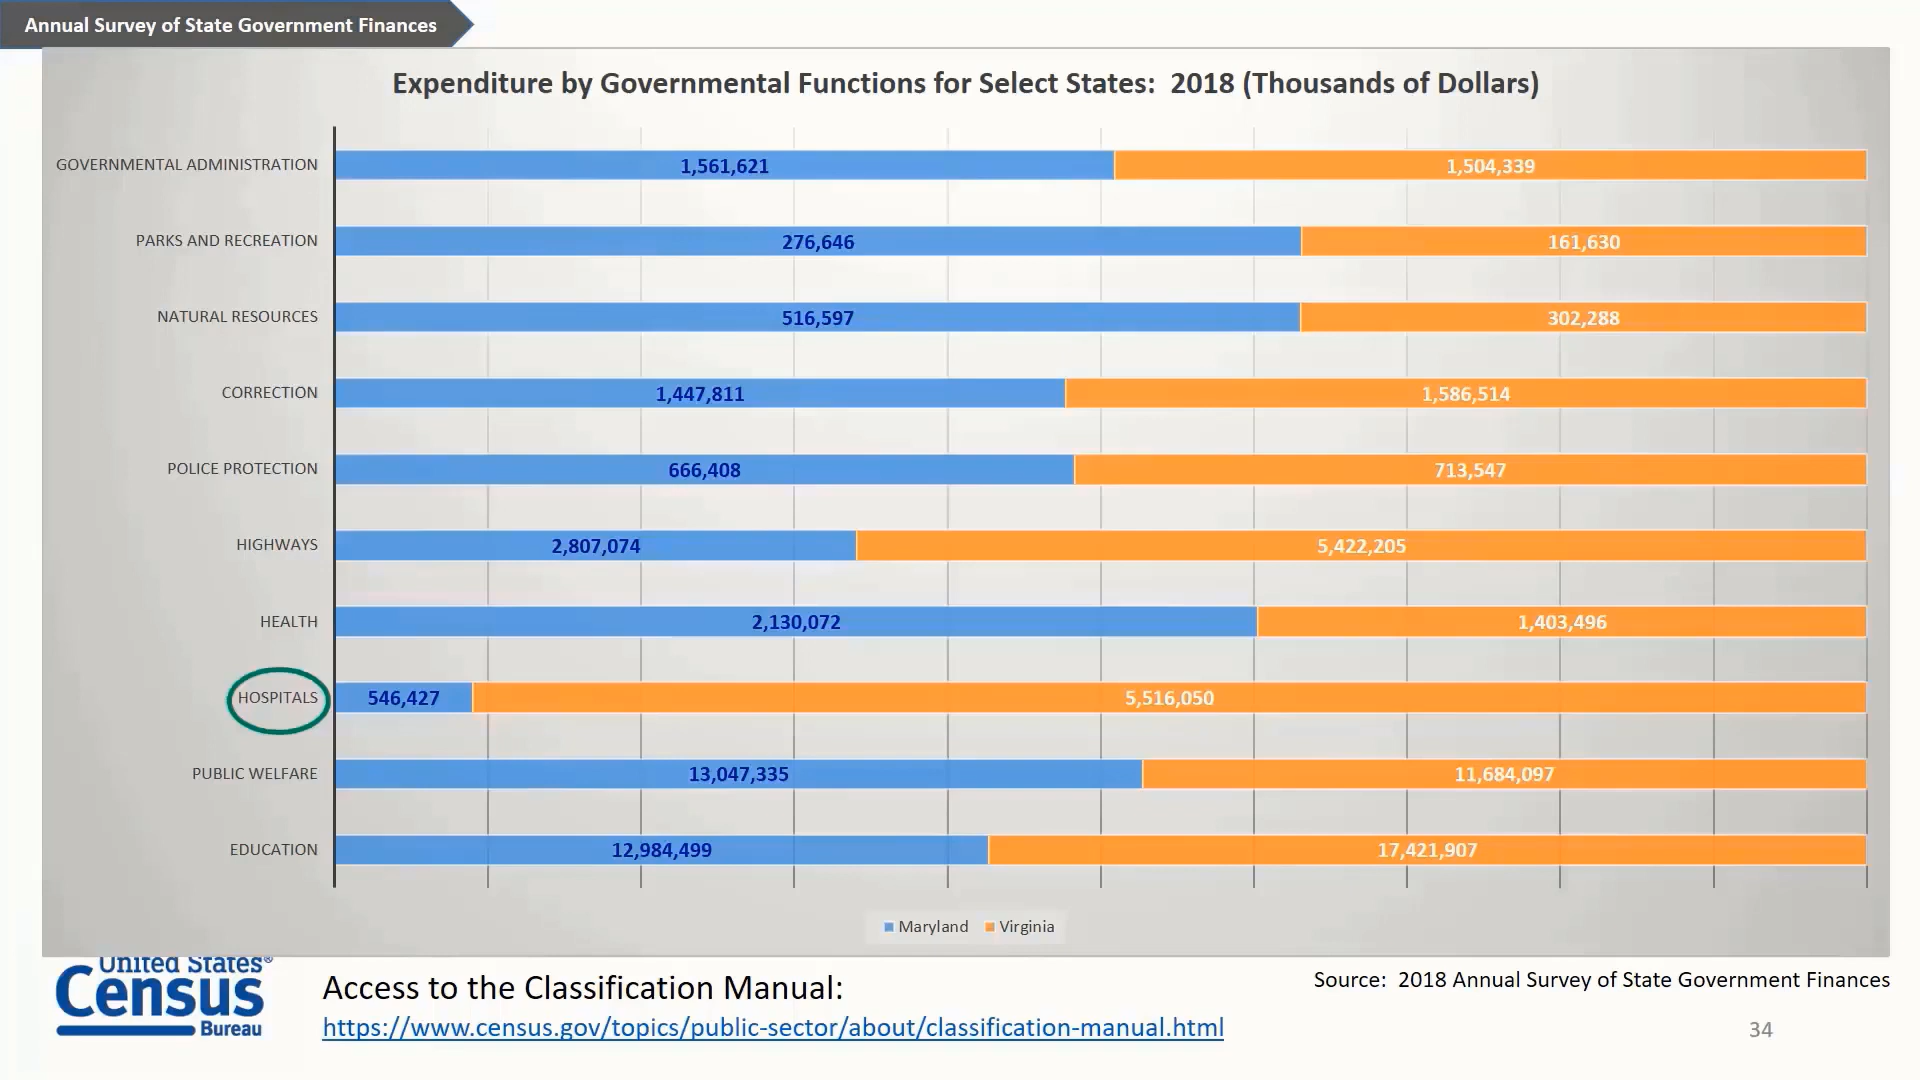 Annual Survey of State Government Finances
Expenditure by Governmental Functions for Select States:  2018 (Thousands of Dollars)
GOVERNMENTAL ADMINISTRATION 1,561,621 1,504,339
PARKS AND RECREATION 276,646 161,630
NATURAL RESOURCES 516,597 302,288
CORRECTION 1,447,811 1,586,514
POLICE PROTECTION 666,408 713,547
HIGHWAYS 2,807,074 5,422,205
HEALTH 2,130,072 1,403,496
HOSPITALS 546,427 5,516,050
PUBLIC WELFARE 13,047,335 11,684,097
EDUCATION 12,984,499 17,421,907
Maryland Virginia
United States®
Census
Bureau
Access to the Classification Manual:
https://www.census.gov/topics/public-sector/about/classification-manual.html
Source:  2018 Annual Survey of State Government Finances
34